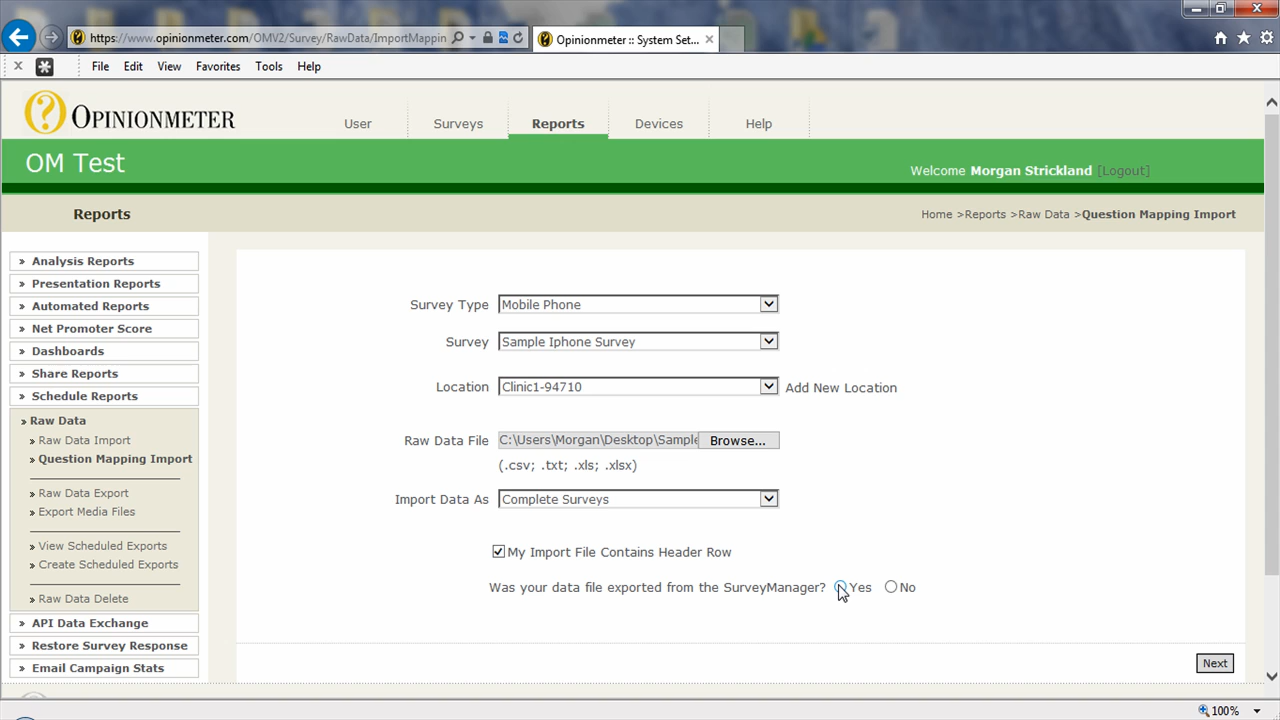 https://www.opinionmeter.com/OMV2/Survey/RawData/ImportMappin
Opinionmeter :: System Set...
File Edit View Favorites Tools Help
OPINIONMETER
User Surveys Reports Devices Help
OM Test
Welcome Morgan Strickland [Logout]
Reports
Home >Reports >Raw Data >Question Mapping Import
» Analysis Reports
» Presentation Reports
» Automated Reports
» Net Promoter Score
» Dashboards
» Share Reports
» Schedule Reports
» Raw Data
» Raw Data Import
» Question Mapping Import
» Raw Data Export
» Export Media Files
» View Scheduled Exports
» Create Scheduled Exports
» Raw Data Delete
» API Data Exchange
» Restore Survey Response
» Email Campaign Stats
Survey Type Mobile Phone
Survey Sample Iphone Survey
Location Clinic1-94710 Add New Location
Raw Data File C:\Users\Morgan\Desktop\Sample Browse...
(.csv; .txt; .xls; .xlsx)
Import Data As Complete Surveys
My Import File Contains Header Row
Was your data file exported from the SurveyManager? Yes No
Next
100%